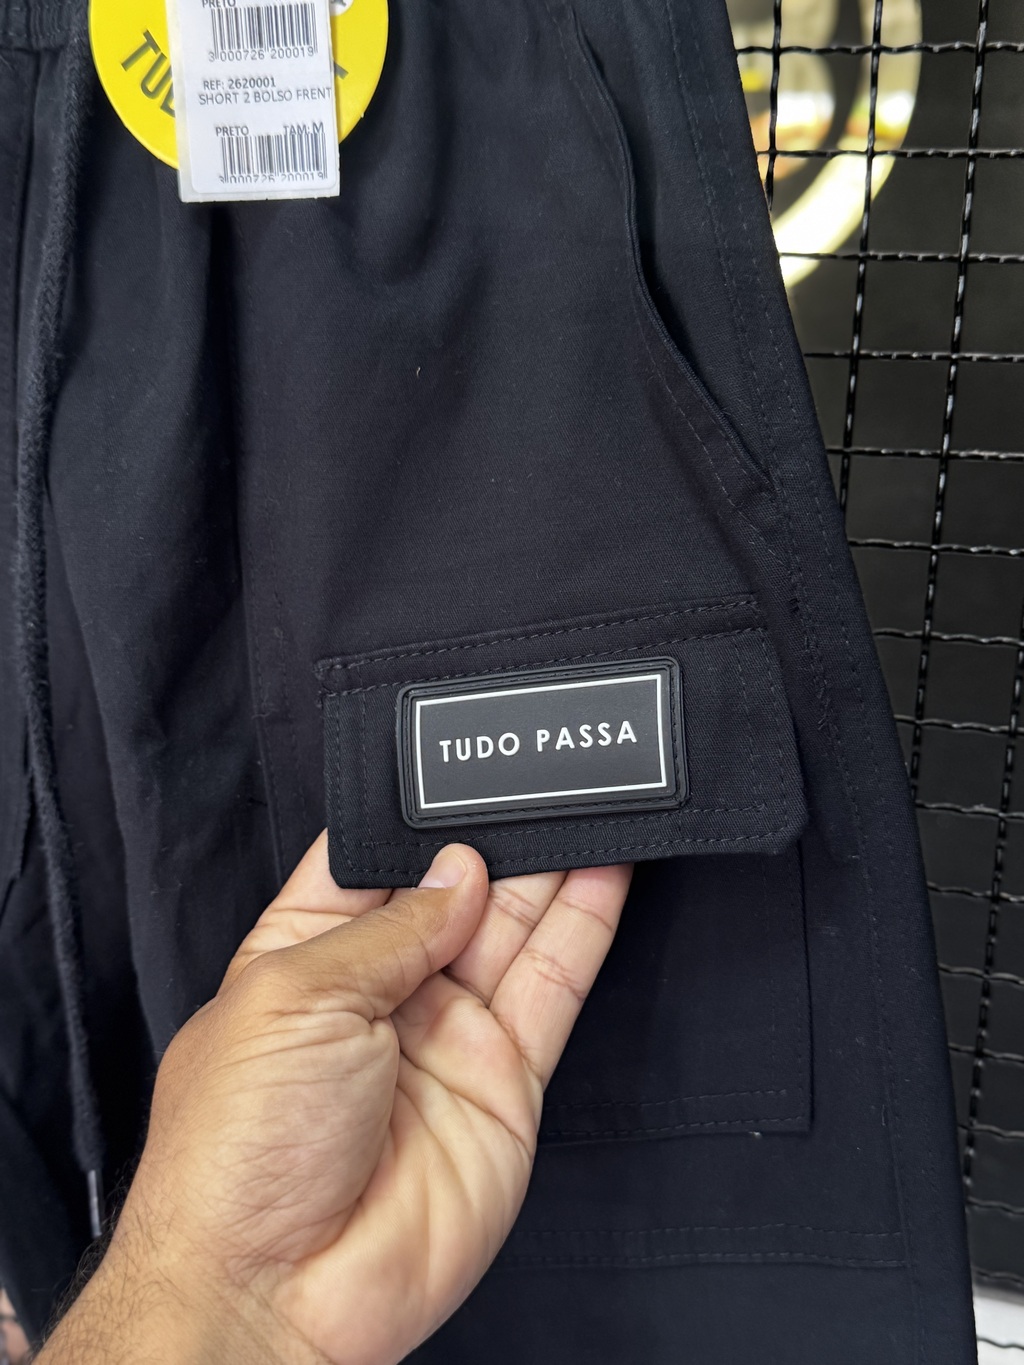 PRETO
3 000726 200019
REF: 2620001
SHORT 2 BOLSO FRENT
PRETO TAM: M
3 000726 200019
TUDO PASSA